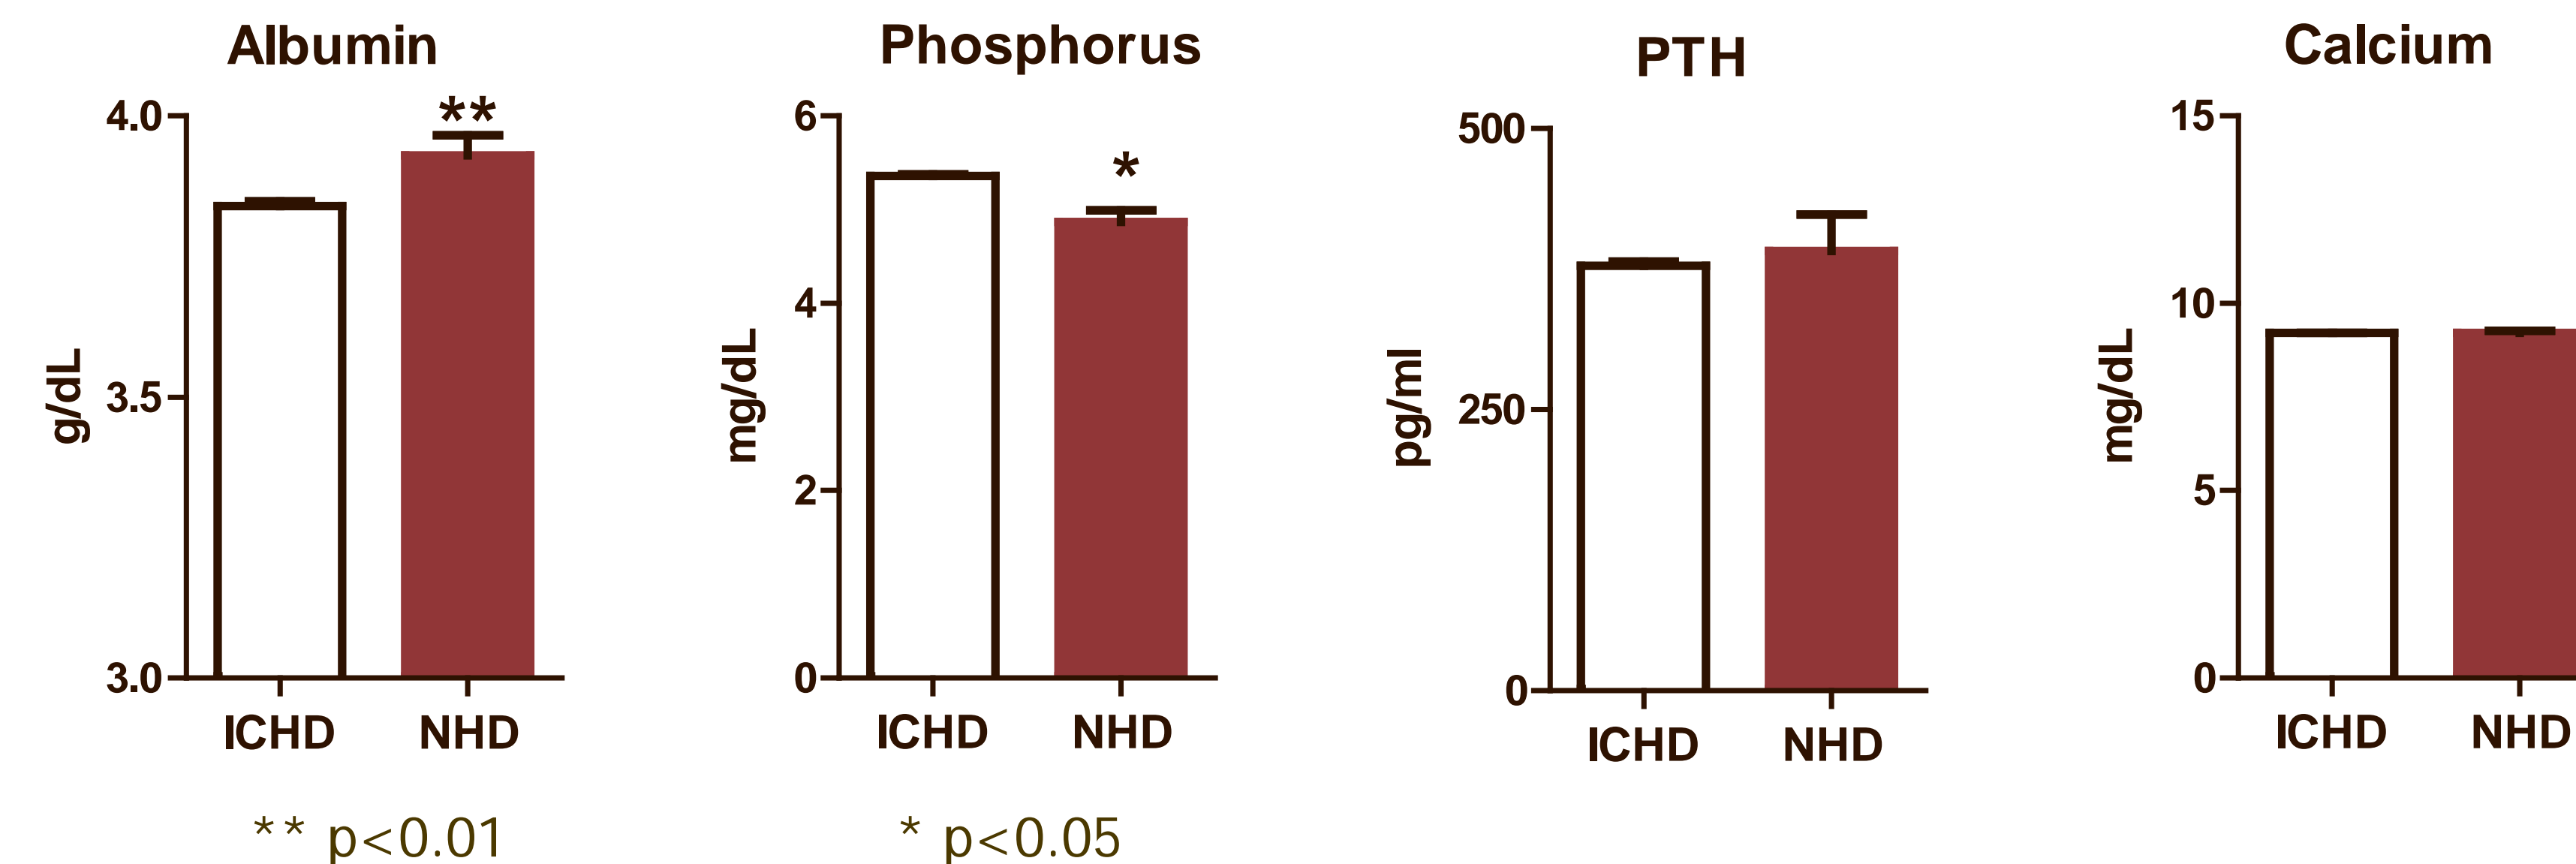 Albumin
4.0
**
3.5
3.0
g/dL
ICHD NHD
** p<0.01
Phosphorus
6
*
4
2
0
mg/dL
ICHD NHD
* p<0.05
PTH
500
250
0
pg/ml
ICHD NHD
Calcium
15
10
5
0
mg/dL
ICHD NHD